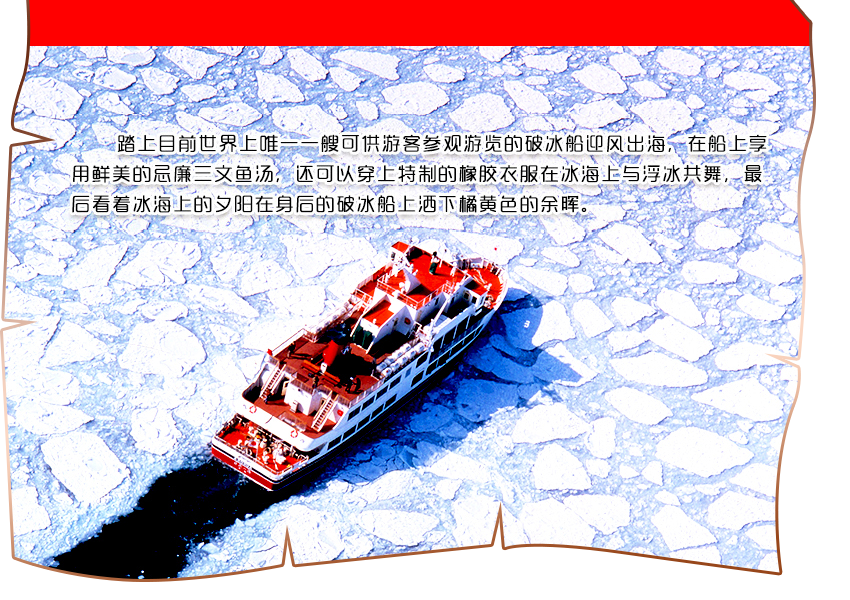 踏上目前世界上唯一一艘可供游客参观游览的破冰船迎风出海，在船上享
用鲜美的忌廉三文鱼汤，还可以穿上特制的橡胶衣服在冰海上与浮冰共舞，最
后看着冰海上的夕阳在身后的破冰船上洒下橘黄色的余晖。